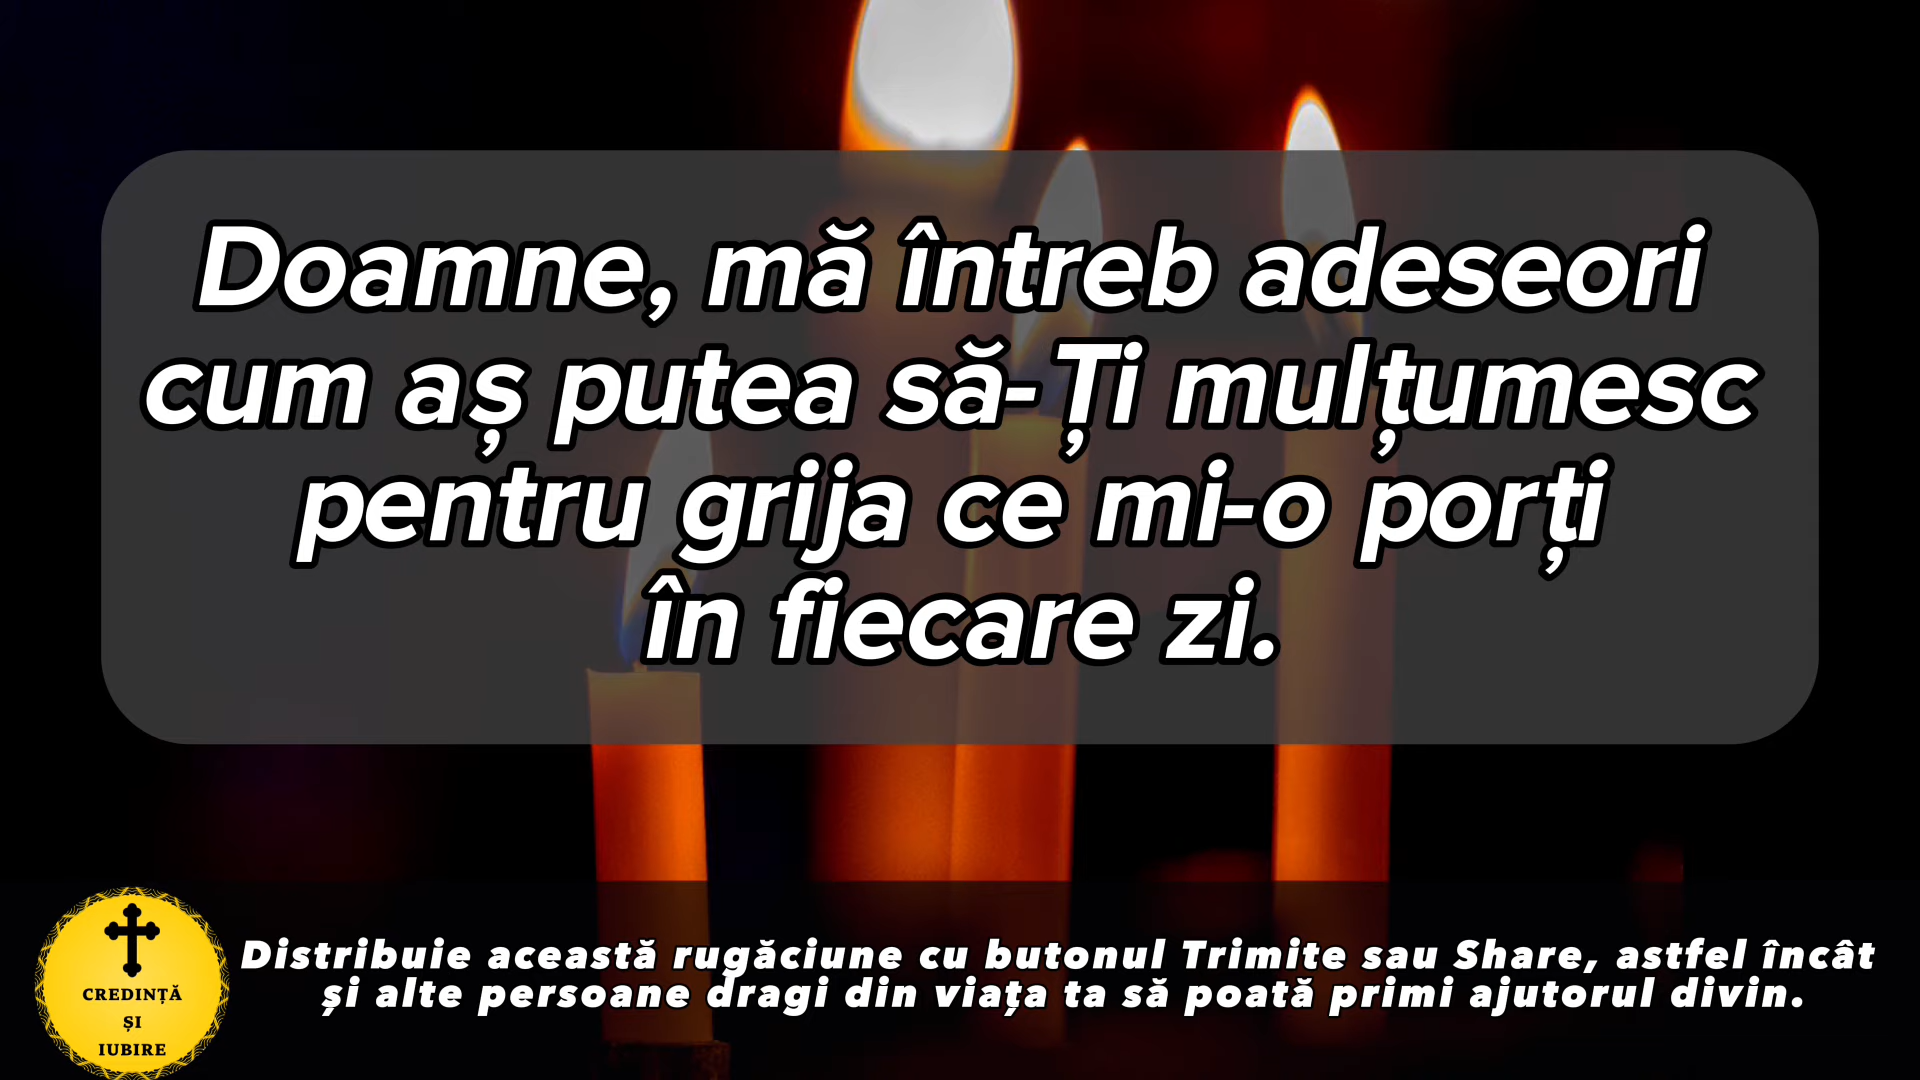 Doamne, mă întreb adeseori
cum aș putea să-Ți mulțumesc
pentru grija ce mi-o porți
în fiecare zi.
Distribuie această rugăciune cu butonul Trimite sau Share, astfel încât
și alte persoane dragi din viața ta să poată primi ajutorul divin.
CREDINȚĂ
ȘI
IUBIRE